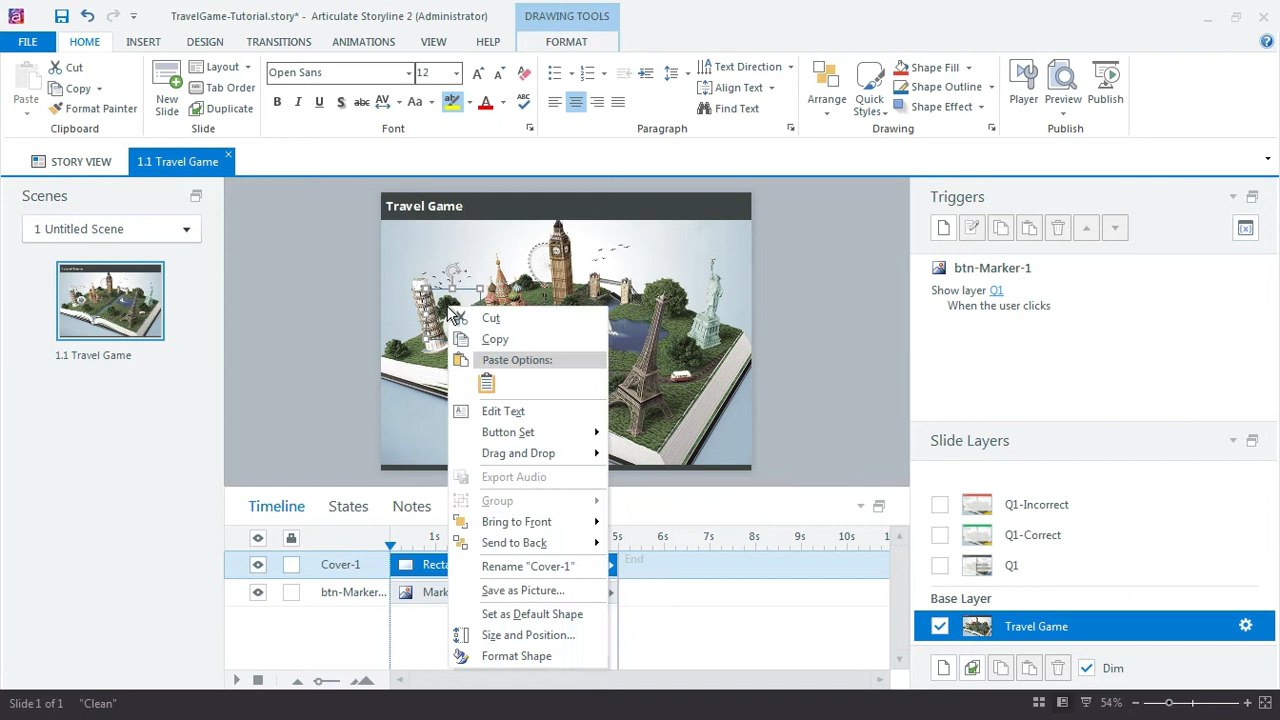 TravelGame-Tutorial.story* - Articulate Storyline 2 (Administrator)
DRAWING TOOLS
FILE
HOME
INSERT
DESIGN
TRANSITIONS
ANIMATIONS
VIEW
HELP
FORMAT
Paste
Cut
Copy
Format Painter
Clipboard
New Slide
Layout
Tab Order
Duplicate
Slide
Open Sans
12
B I U S abc AV Aa A
Font
Text Direction
Align Text
Find Text
Paragraph
Arrange
Quick Styles
Shape Fill
Shape Outline
Shape Effect
Drawing
Player
Preview
Publish
Publish
STORY VIEW
1.1 Travel Game
Scenes
1 Untitled Scene
1.1 Travel Game
Travel Game
Cut
Copy
Paste Options:
Edit Text
Button Set
Drag and Drop
Export Audio
Group
Bring to Front
Send to Back
Rename "Cover-1"
Save as Picture...
Set as Default Shape
Size and Position...
Format Shape
Timeline
States
Notes
1s
5s 6s 7s 8s 9s 10s 1
Cover-1
Recta
End
btn-Marker...
Mark
Triggers
btn-Marker-1
Show layer Q1
When the user clicks
Slide Layers
Q1-Incorrect
Q1-Correct
Q1
Base Layer
Travel Game
Dim
Slide 1 of 1
"Clean"
54%